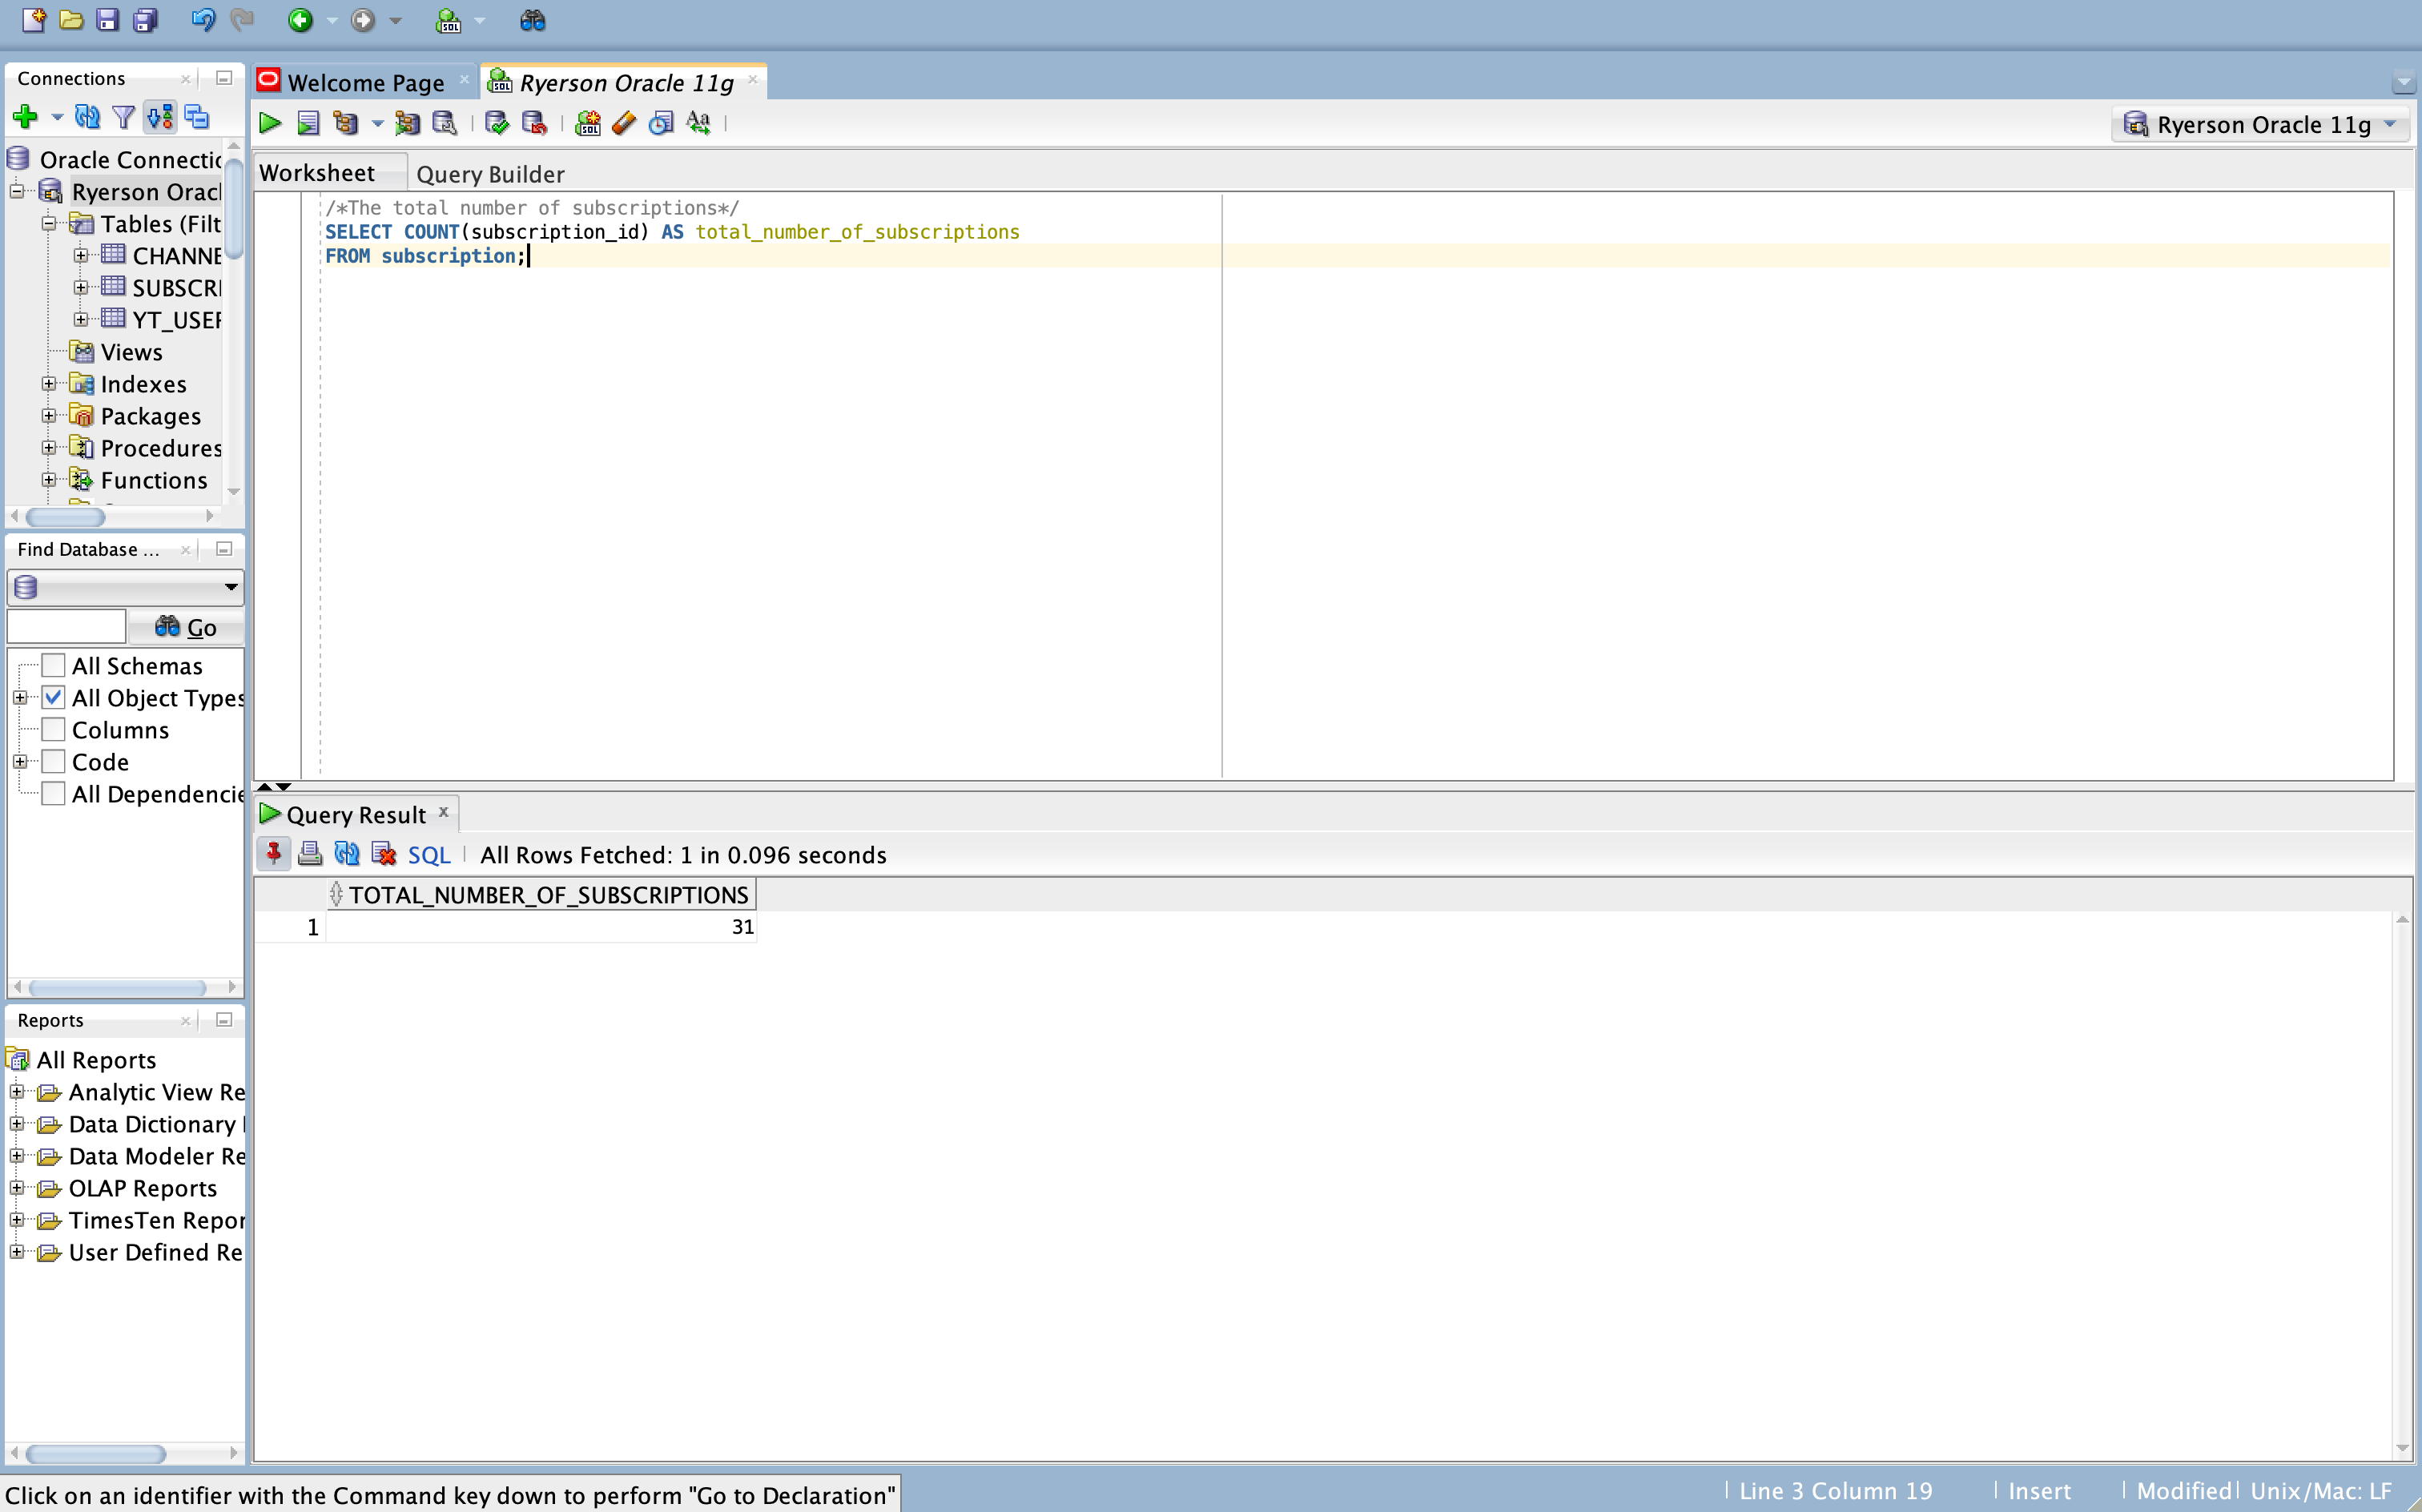 Connections
Oracle Connectic
Ryerson Oracl
Tables (Filt
CHANNE
SUBSCRI
YT_USER
Views
Indexes
Packages
Procedures
Functions
Find Database ...
Go
All Schemas
All Object Types
Columns
Code
All Dependencie
Reports
All Reports
Analytic View Re
Data Dictionary
Data Modeler Re
OLAP Reports
TimesTen Repor
User Defined Re
Welcome Page
Ryerson Oracle 11g
Ryerson Oracle 11g
Worksheet Query Builder
/*The total number of subscriptions*/
SELECT COUNT(subscription_id) AS total_number_of_subscriptions
FROM subscription;
Query Result
SQL All Rows Fetched: 1 in 0.096 seconds
TOTAL_NUMBER_OF_SUBSCRIPTIONS
1 31
Click on an identifier with the Command key down to perform "Go to Declaration"
Line 3 Column 19 Insert Modified Unix/Mac: LF